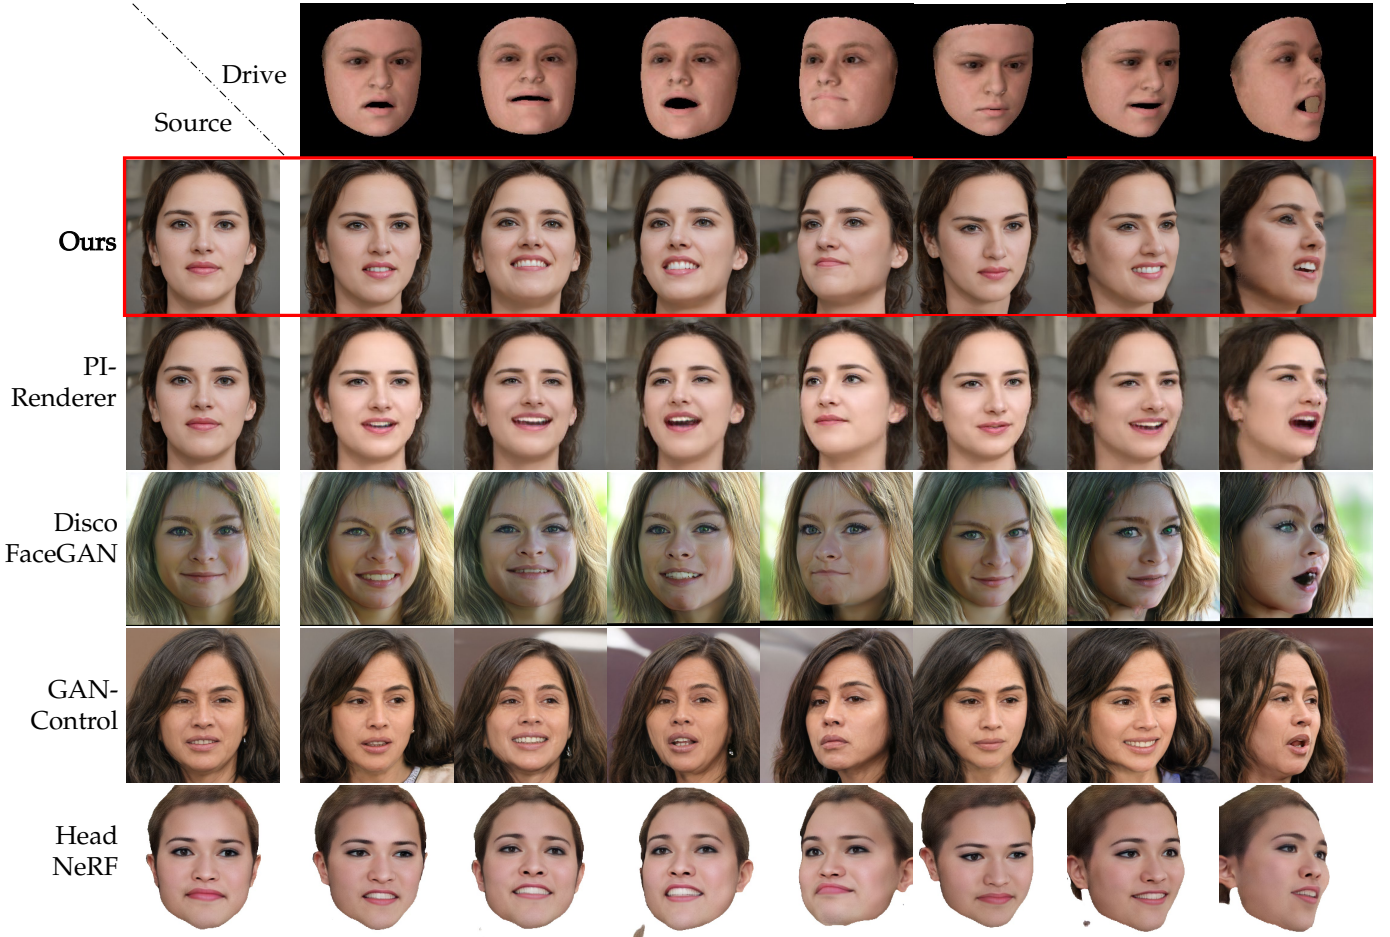 Drive
Source
Ours
PI-
Renderer
Disco
FaceGAN
GAN-
Control
Head
NeRF